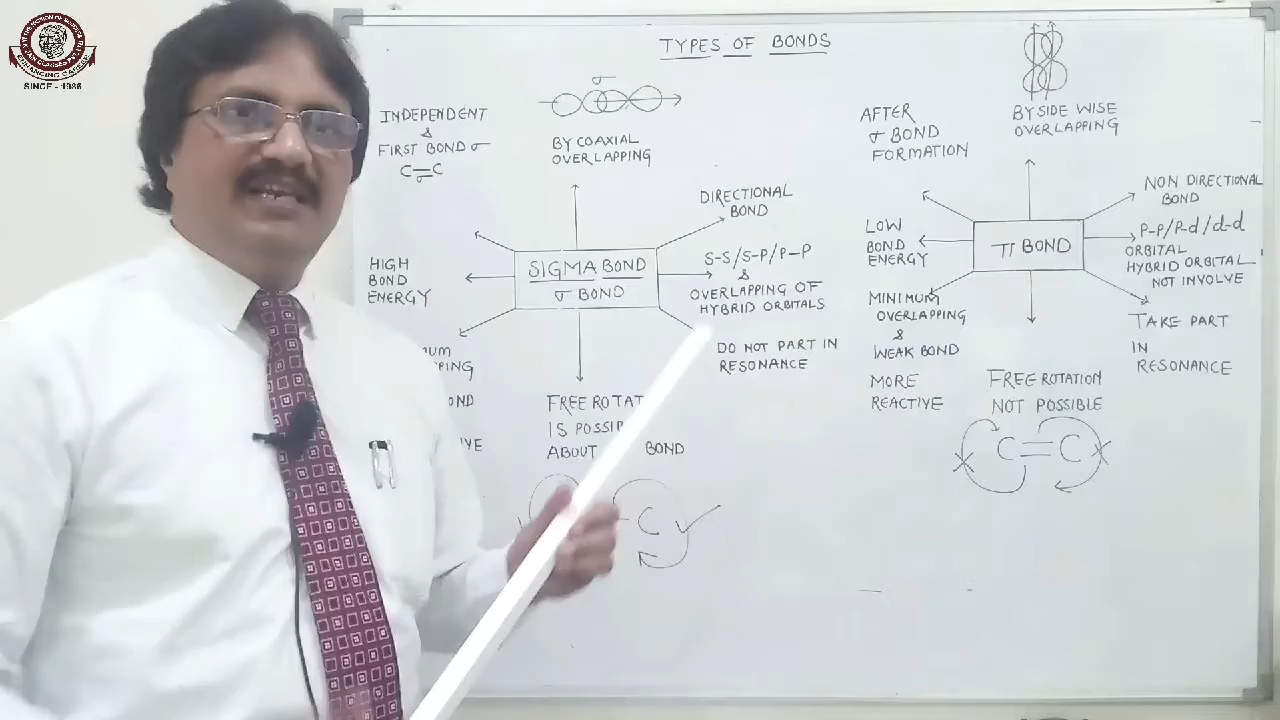 SINCE - 1986
TYPES OF BONDS
INDEPENDENT
&
FIRST BOND σ
C=C
σ
σ
BY COAXIAL
OVERLAPPING
DIRECTIONAL
BOND
S-S/S-P/P-P
&
OVERLAPPING OF
HYBRID ORBITALS
DO NOT PART IN
RESONANCE
SIGMA BOND
σ BOND
HIGH
BOND
ENERGY
FREE
IS
ABOUT BOND
C
AFTER
σ BOND
FORMATION
BY SIDE WISE
OVERLAPPING
NON DIRECTIONAL
BOND
P-P/P-d/d-d
ORBITAL
HYBRID ORBITAL
NOT INVOLVE
π BOND
LOW
BOND
ENERGY
MINIMUM
OVERLAPPING
&
WEAK BOND
MORE
REACTIVE
TAKE PART
IN
RESONANCE
FREE ROTATION
NOT POSSIBLE
C=C